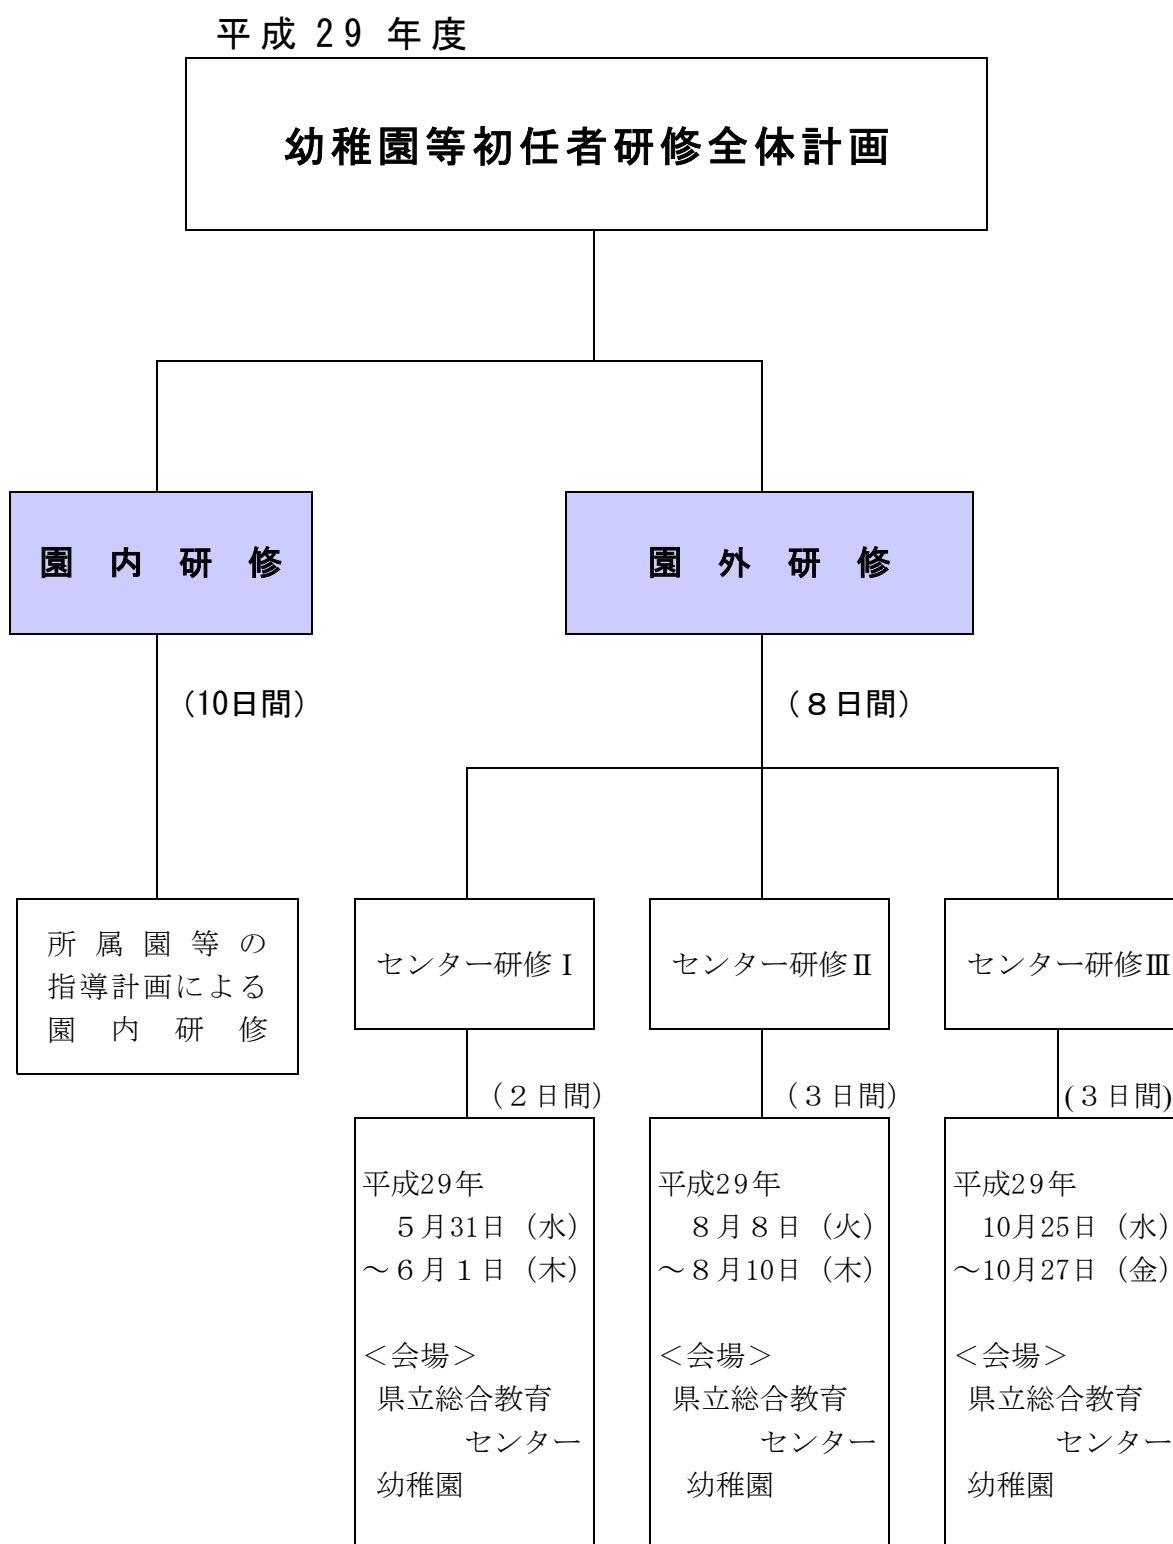 平成 29 年度
幼稚園等初任者研修全体計画
園 内 研 修
園 外 研 修
（10日間）
（８日間）
所属園等の
指導計画による
園内研修
センター研修Ⅰ
センター研修Ⅱ
センター研修Ⅲ
（２日間）
（３日間）
(３日間)
平成29年
５月31日（水）
～６月１日（木）
＜会場＞
県立総合教育
センター
幼稚園
平成29年
８月８日（火）
～８月10日（木）
＜会場＞
県立総合教育
センター
幼稚園
平成29年
10月25日（水）
～10月27日（金）
＜会場＞
県立総合教育
センター
幼稚園